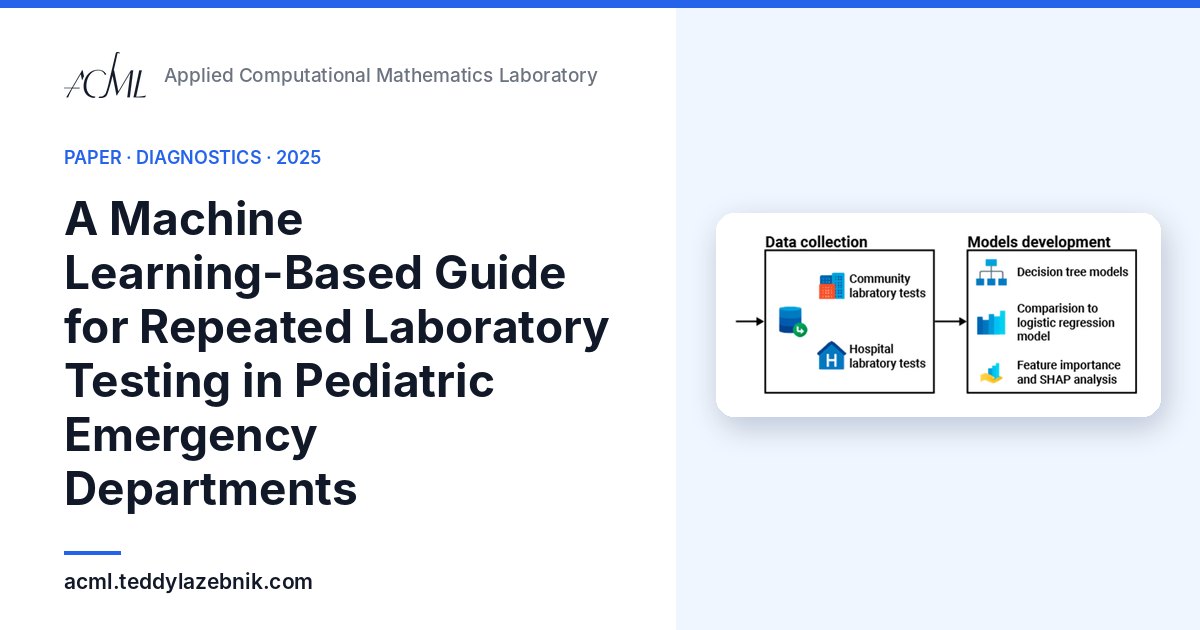 ACML
Applied Computational Mathematics Laboratory
PAPER · DIAGNOSTICS · 2025
A Machine
Learning-Based Guide
for Repeated Laboratory
Testing in Pediatric
Emergency
Departments
acml.teddylazebnik.com
Data collection
Community
labratory tests
H
Hospital
labratory tests
Models development
Decision tree models
Comparision to
logistic regression
model
Feature importance
and SHAP analysis